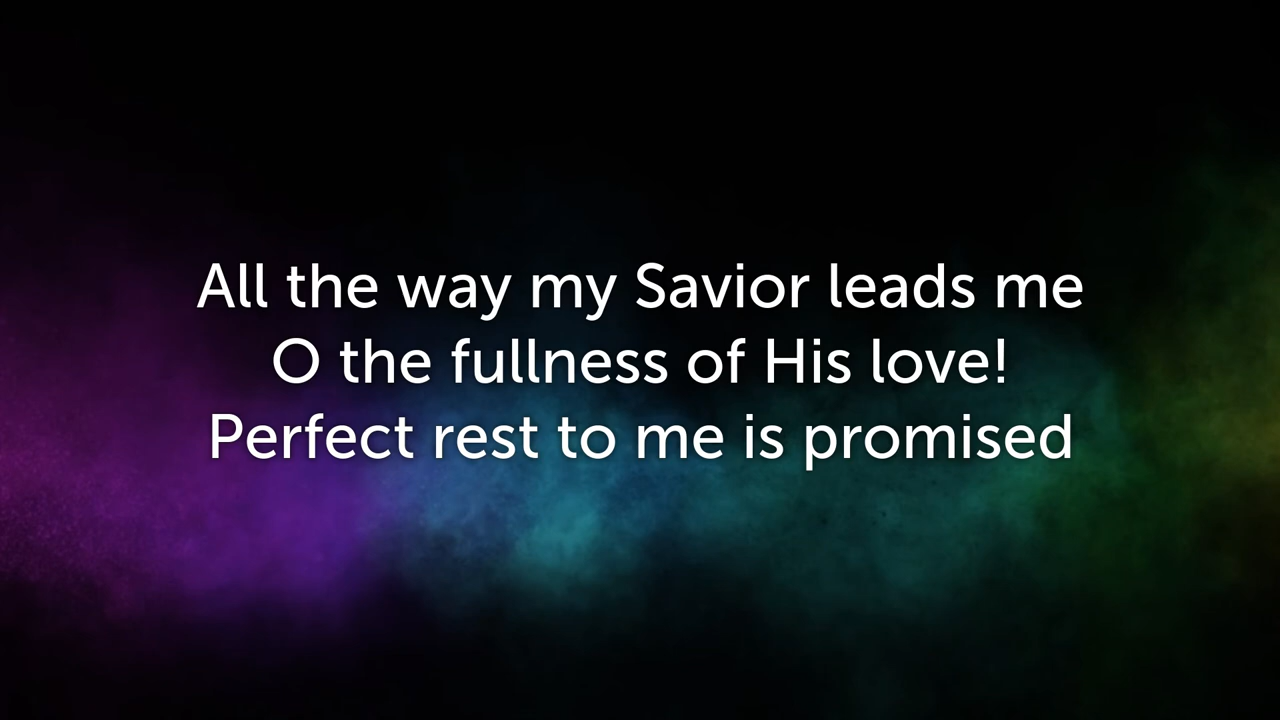 All the way my Savior leads me
O the fullness of His love!
Perfect rest to me is promised